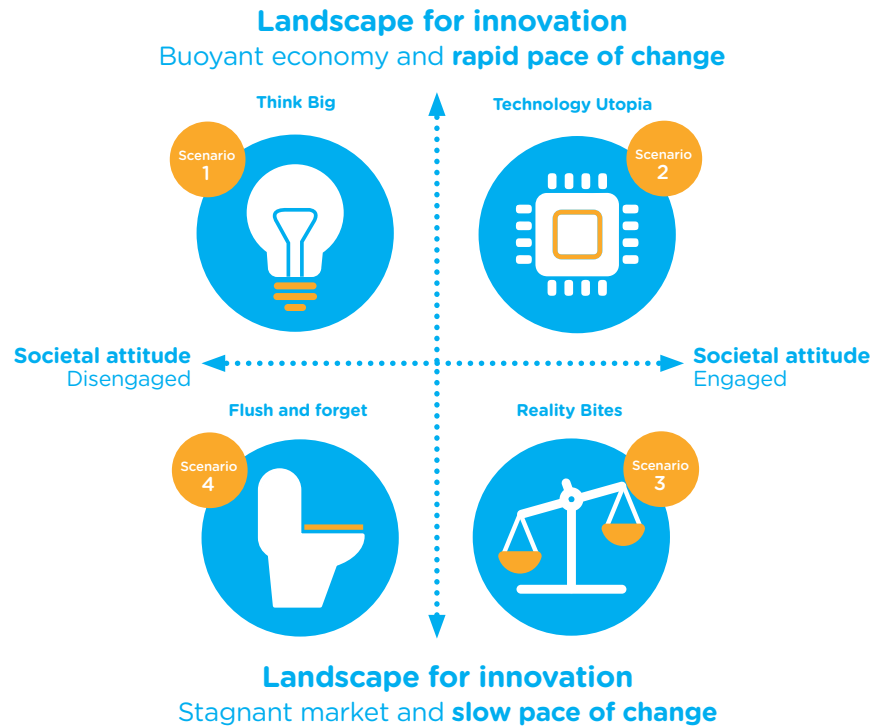 Landscape for innovation
Buoyant economy and rapid pace of change
Think Big
Technology Utopia
Scenario
1
Scenario
2
Societal attitude
Disengaged
Societal attitude
Engaged
Flush and forget
Reality Bites
Scenario
4
Scenario
3
Landscape for innovation
Stagnant market and slow pace of change